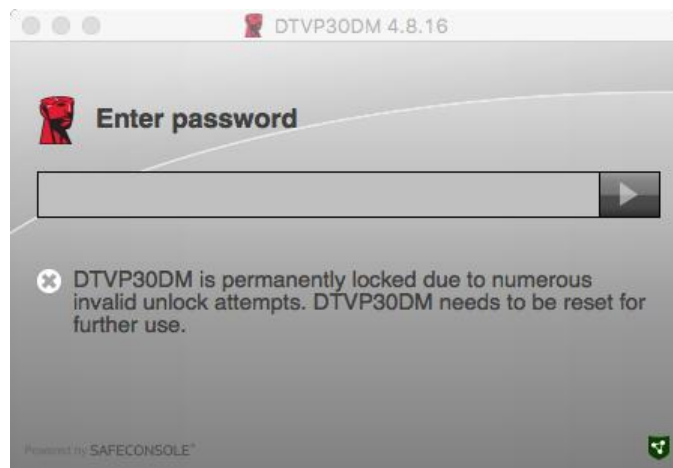 DTVP30DM 4.8.16
Enter password
DTVP30DM is permanently locked due to numerous
invalid unlock attempts. DTVP30DM needs to be reset for
further use.
Powered by SAFECONSOLE